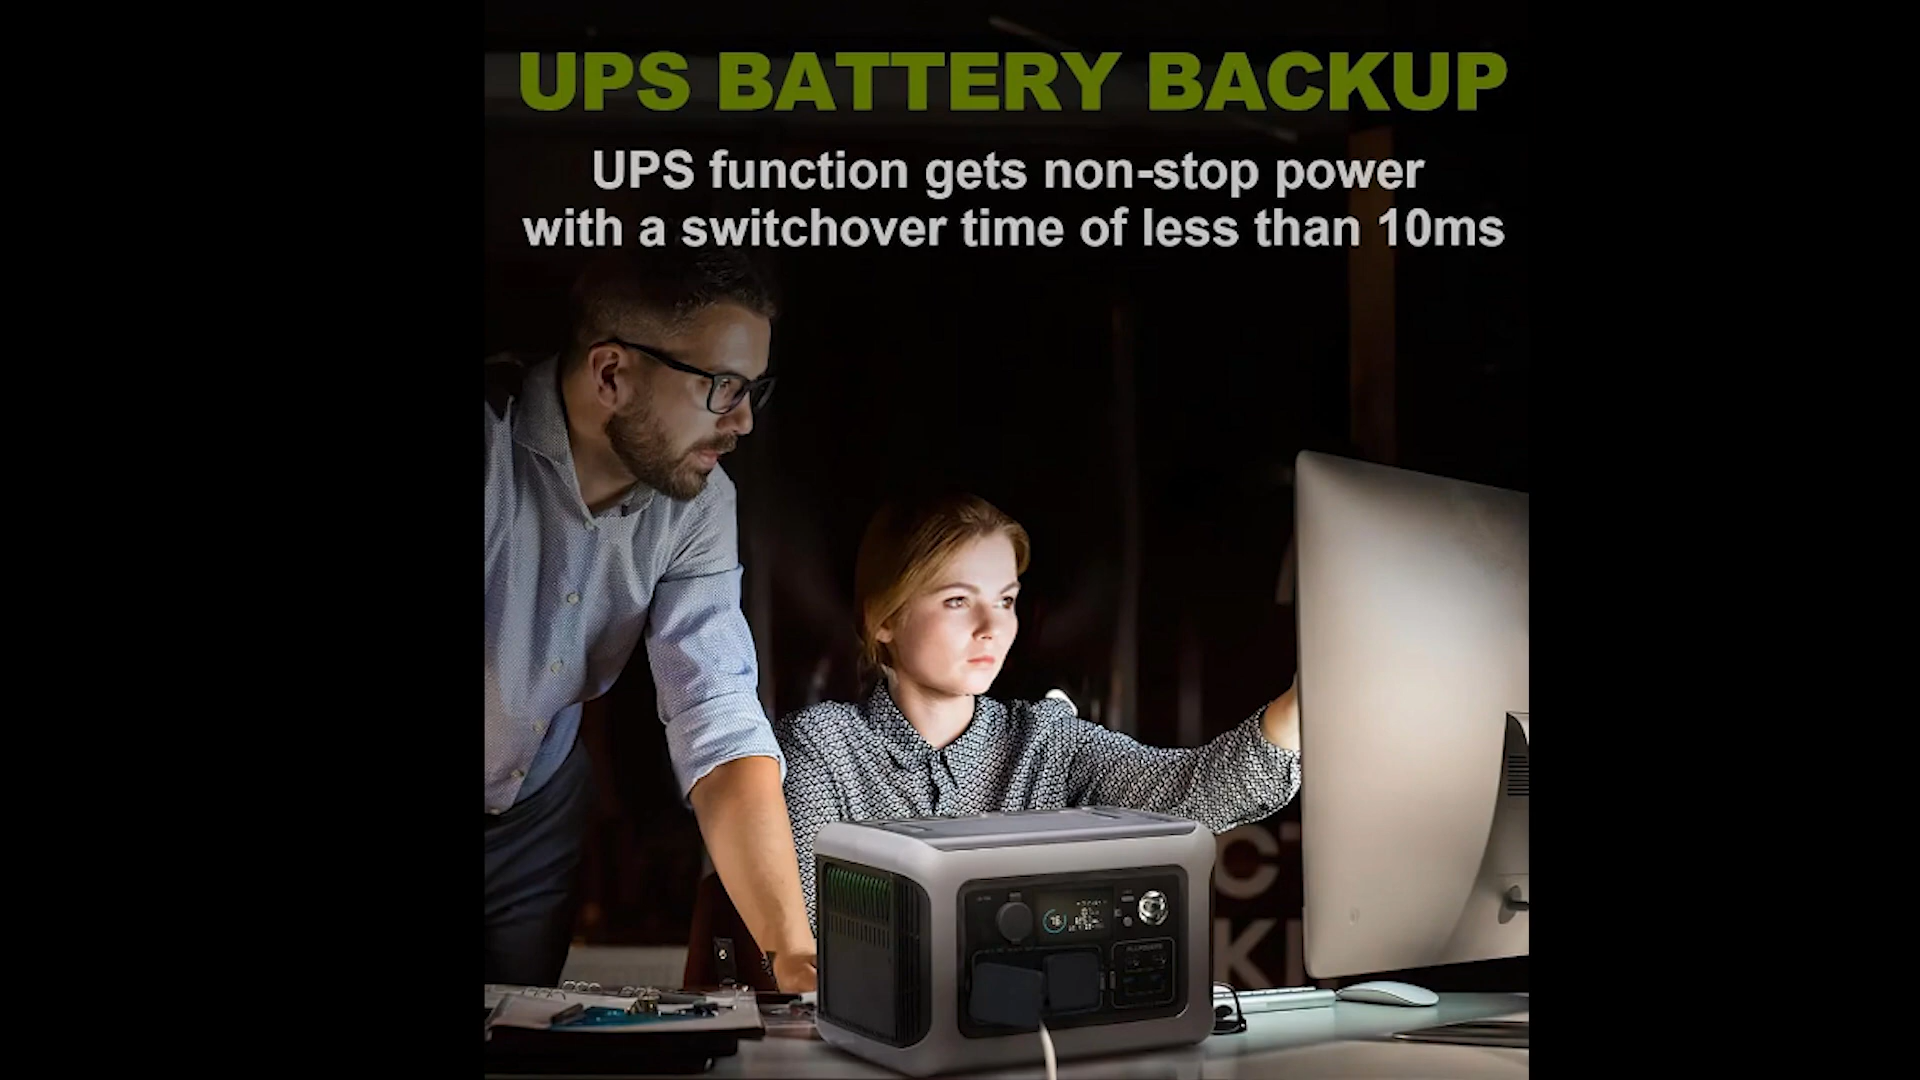 UPS BATTERY BACKUP
UPS function gets non-stop power
with a switchover time of less than 10ms